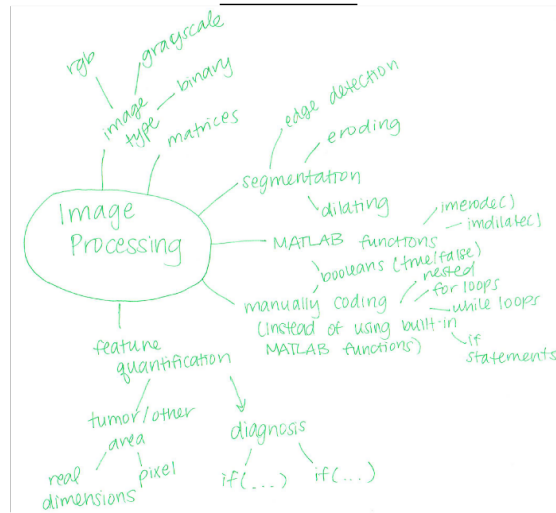 rgb
grayscale
binary
image
type
matrices
edge detection
eroding
segmentation
dilating
Image
Processing
MATLAB functions
imerode()
imdilate()
booleans (true/false)
manually coding
(instead of using built-in
MATLAB functions)
nested
for loops
while loops
if
statements
feature
quantification
tumor/other
area
real
dimensions
pixel
diagnosis
if(...)
if(...)